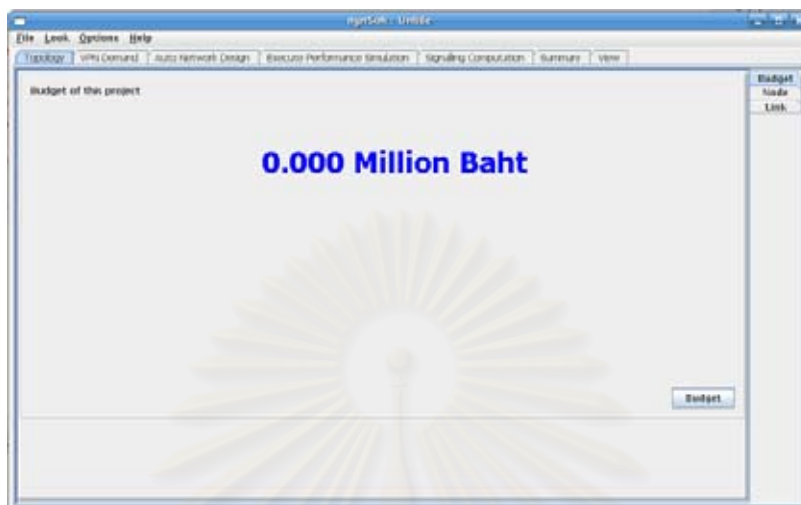 File Look Options Help
Topology VPN Demand Auto Network Design Execute Performance Simulation Signaling Computation Summary View
Budget
Node
Link
Budget of this project
0.000 Million Baht
Budget